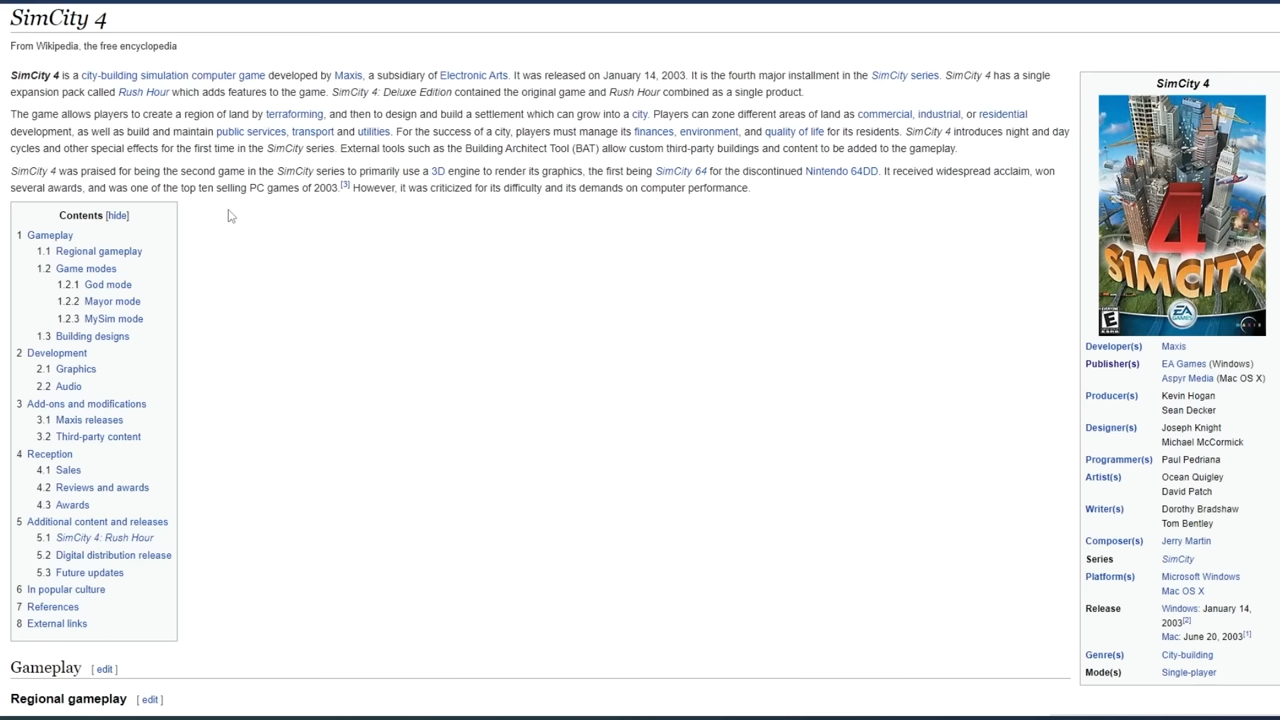 SimCity 4
From Wikipedia, the free encyclopedia
SimCity 4 is a city-building simulation computer game developed by Maxis, a subsidiary of Electronic Arts. It was released on January 14, 2003. It is the fourth major installment in the SimCity series. SimCity 4 has a single
expansion pack called Rush Hour which adds features to the game. SimCity 4: Deluxe Edition contained the original game and Rush Hour combined as a single product.
The game allows players to create a region of land by terraforming, and then to design and build a settlement which can grow into a city. Players can zone different areas of land as commercial, industrial, or residential
development, as well as build and maintain public services, transport and utilities. For the success of a city, players must manage its finances, environment, and quality of life for its residents. SimCity 4 introduces night and day
cycles and other special effects for the first time in the SimCity series. External tools such as the Building Architect Tool (BAT) allow custom third-party buildings and content to be added to the gameplay.
SimCity 4 was praised for being the second game in the SimCity series to primarily use a 3D engine to render its graphics, the first being SimCity 64 for the discontinued Nintendo 64DD. It received widespread acclaim, won
several awards, and was one of the top ten selling PC games of 2003.[3] However, it was criticized for its difficulty and its demands on computer performance.
Contents [hide]
1 Gameplay
1.1 Regional gameplay
1.2 Game modes
1.2.1 God mode
1.2.2 Mayor mode
1.2.3 MySim mode
1.3 Building designs
2 Development
2.1 Graphics
2.2 Audio
3 Add-ons and modifications
3.1 Maxis releases
3.2 Third-party content
4 Reception
4.1 Sales
4.2 Reviews and awards
4.3 Awards
5 Additional content and releases
5.1 SimCity 4: Rush Hour
5.2 Digital distribution release
5.3 Future updates
6 In popular culture
7 References
8 External links
Gameplay [ edit ]
Regional gameplay [ edit ]
SimCity 4
4
SIMCITY
E
EA
GAMES
MAXIS
Developer(s) Maxis
Publisher(s) EA Games (Windows)
Aspyr Media (Mac OS X)
Producer(s) Kevin Hogan
Sean Decker
Designer(s) Joseph Knight
Michael McCormick
Programmer(s) Paul Pedriana
Artist(s) Ocean Quigley
David Patch
Writer(s) Dorothy Bradshaw
Tom Bentley
Composer(s) Jerry Martin
Series SimCity
Platform(s) Microsoft Windows
Mac OS X
Release Windows: January 14,
2003[2]
Mac: June 20, 2003[1]
Genre(s) City-building
Mode(s) Single-player